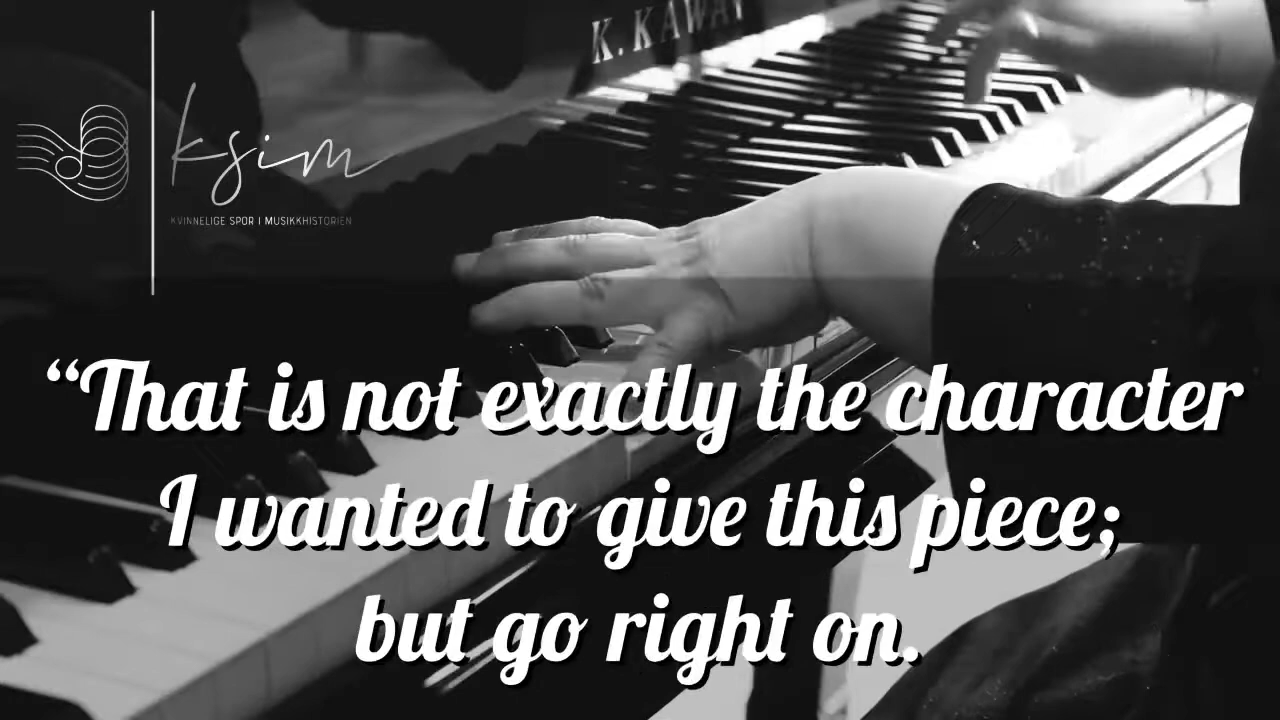 K. KAWAI
ksim
KVINNELIGE SPOR I MUSIKKHISTORIEN
“That is not exactly the character
I wanted to give this piece;
but go right on.